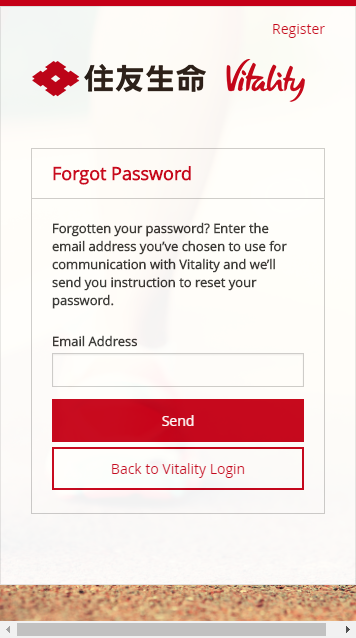 Register
住友生命 Vitality
Forgot Password
Forgotten your password? Enter the
email address you’ve chosen to use for
communication with Vitality and we’ll
send you instruction to reset your
password.
Email Address
Send
Back to Vitality Login